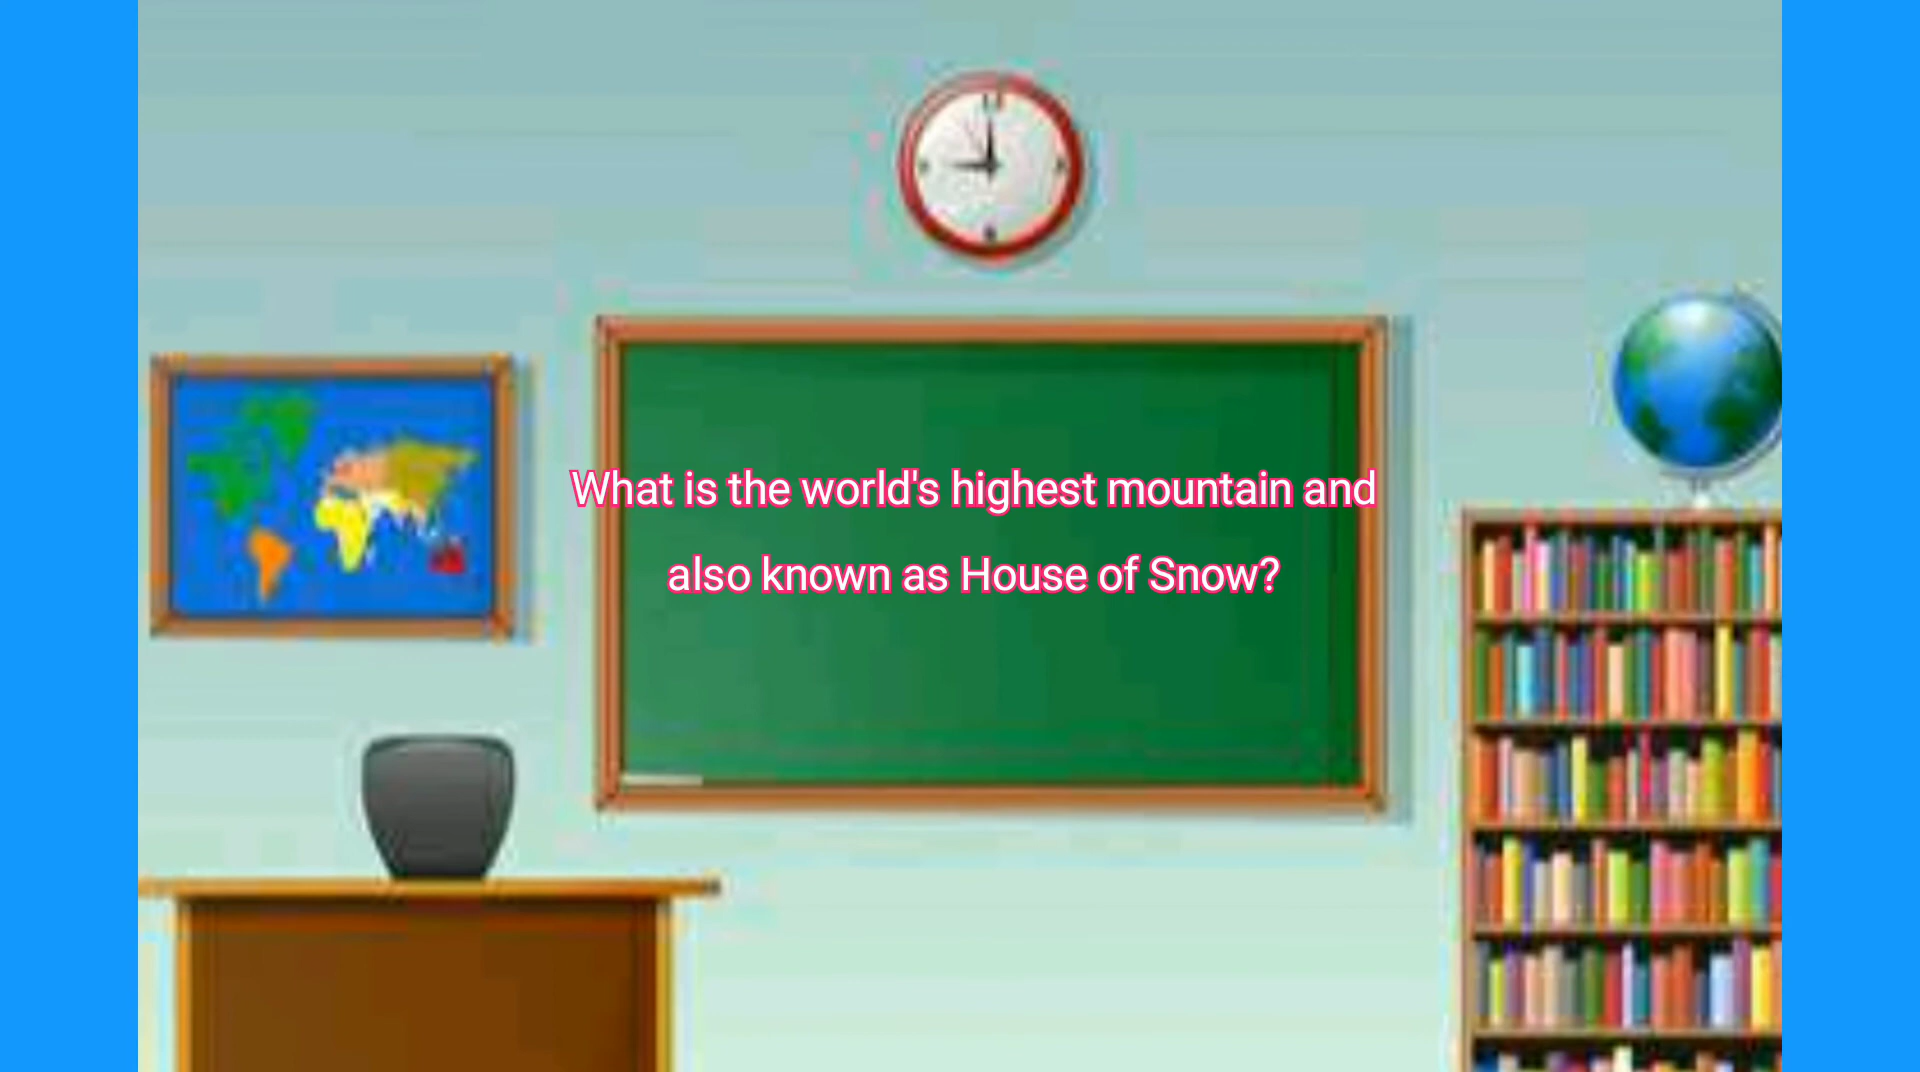 What is the world's highest mountain and
also known as House of Snow?